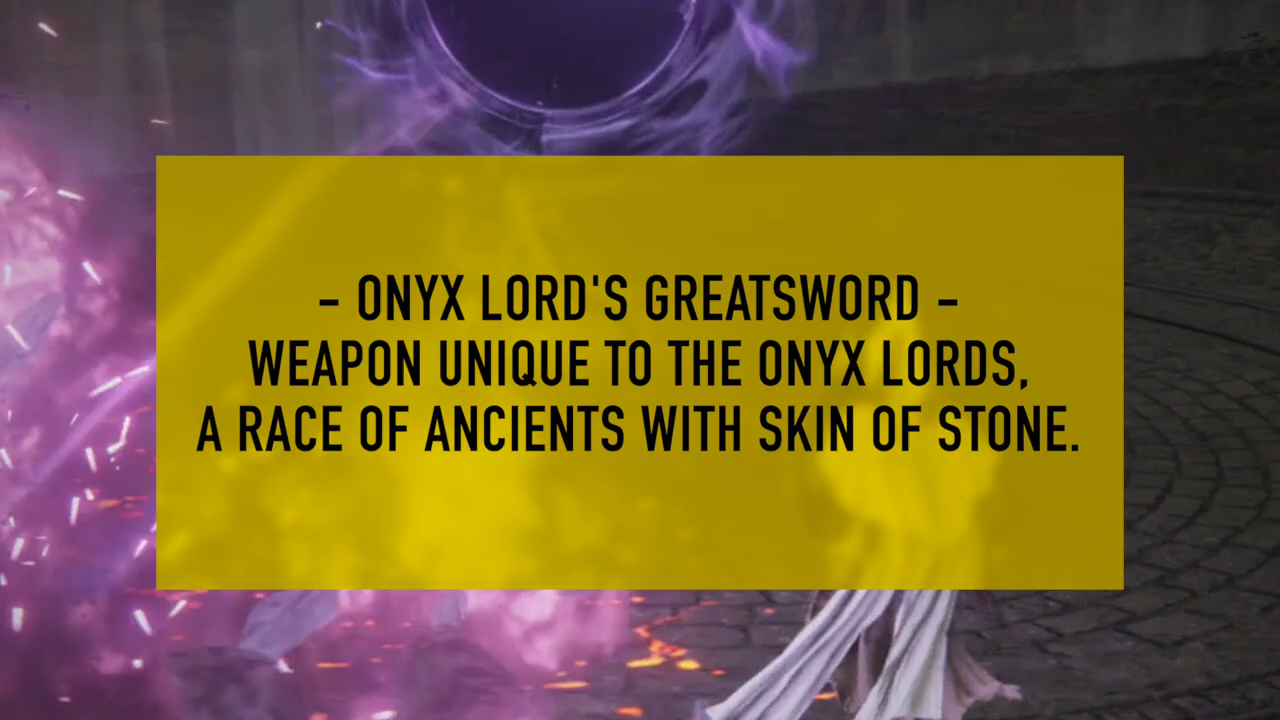 - ONYX LORD'S GREATSWORD -
WEAPON UNIQUE TO THE ONYX LORDS,
A RACE OF ANCIENTS WITH SKIN OF STONE.